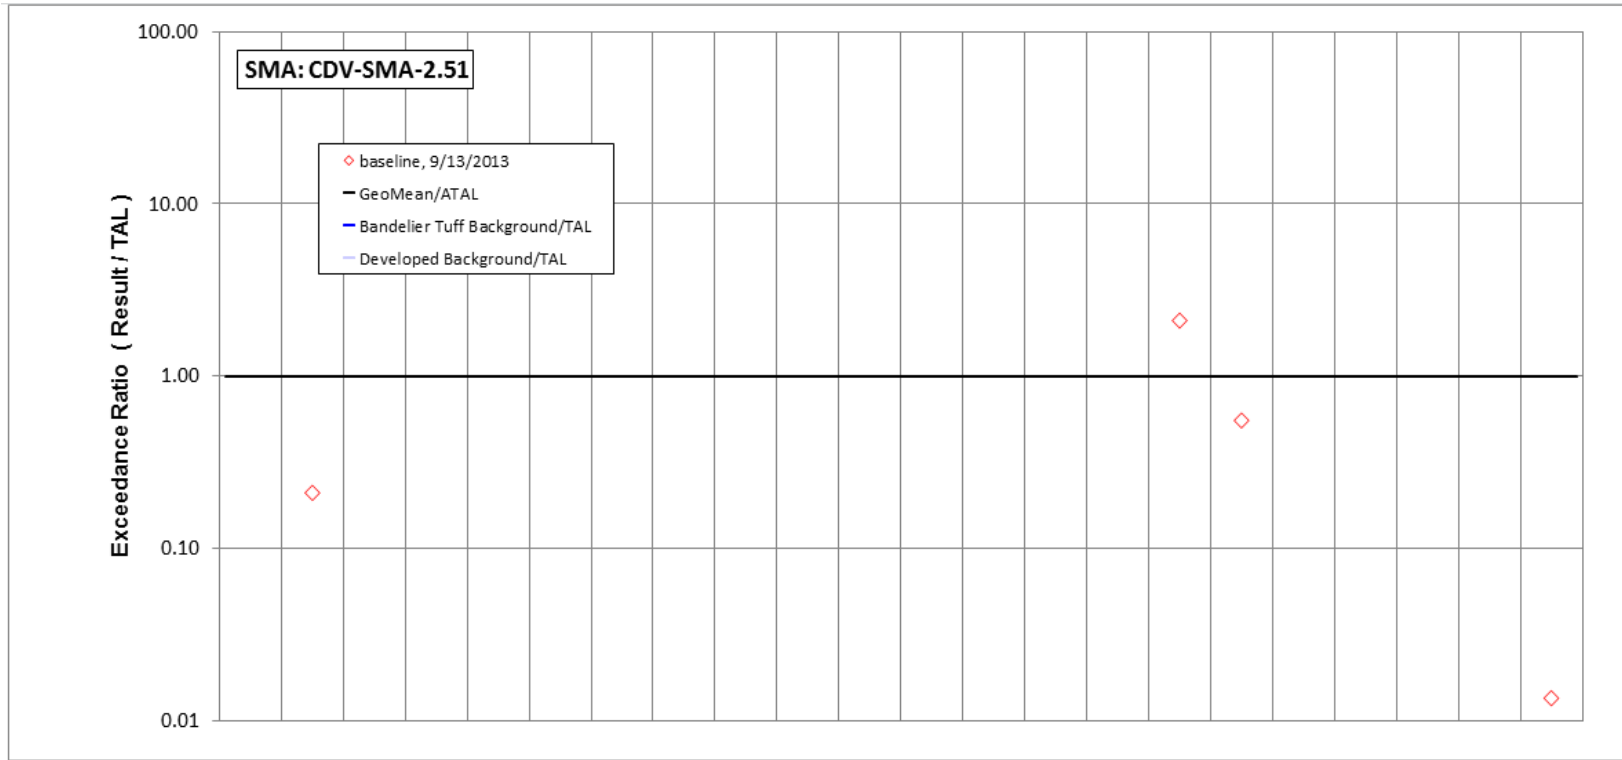 100.00
SMA: CDV-SMA-2.51
baseline, 9/13/2013
GeoMean/ATAL
Bandelier Tuff Background/TAL
Developed Background/TAL
Exceedance Ratio ( Result / TAL )
10.00
1.00
0.10
0.01